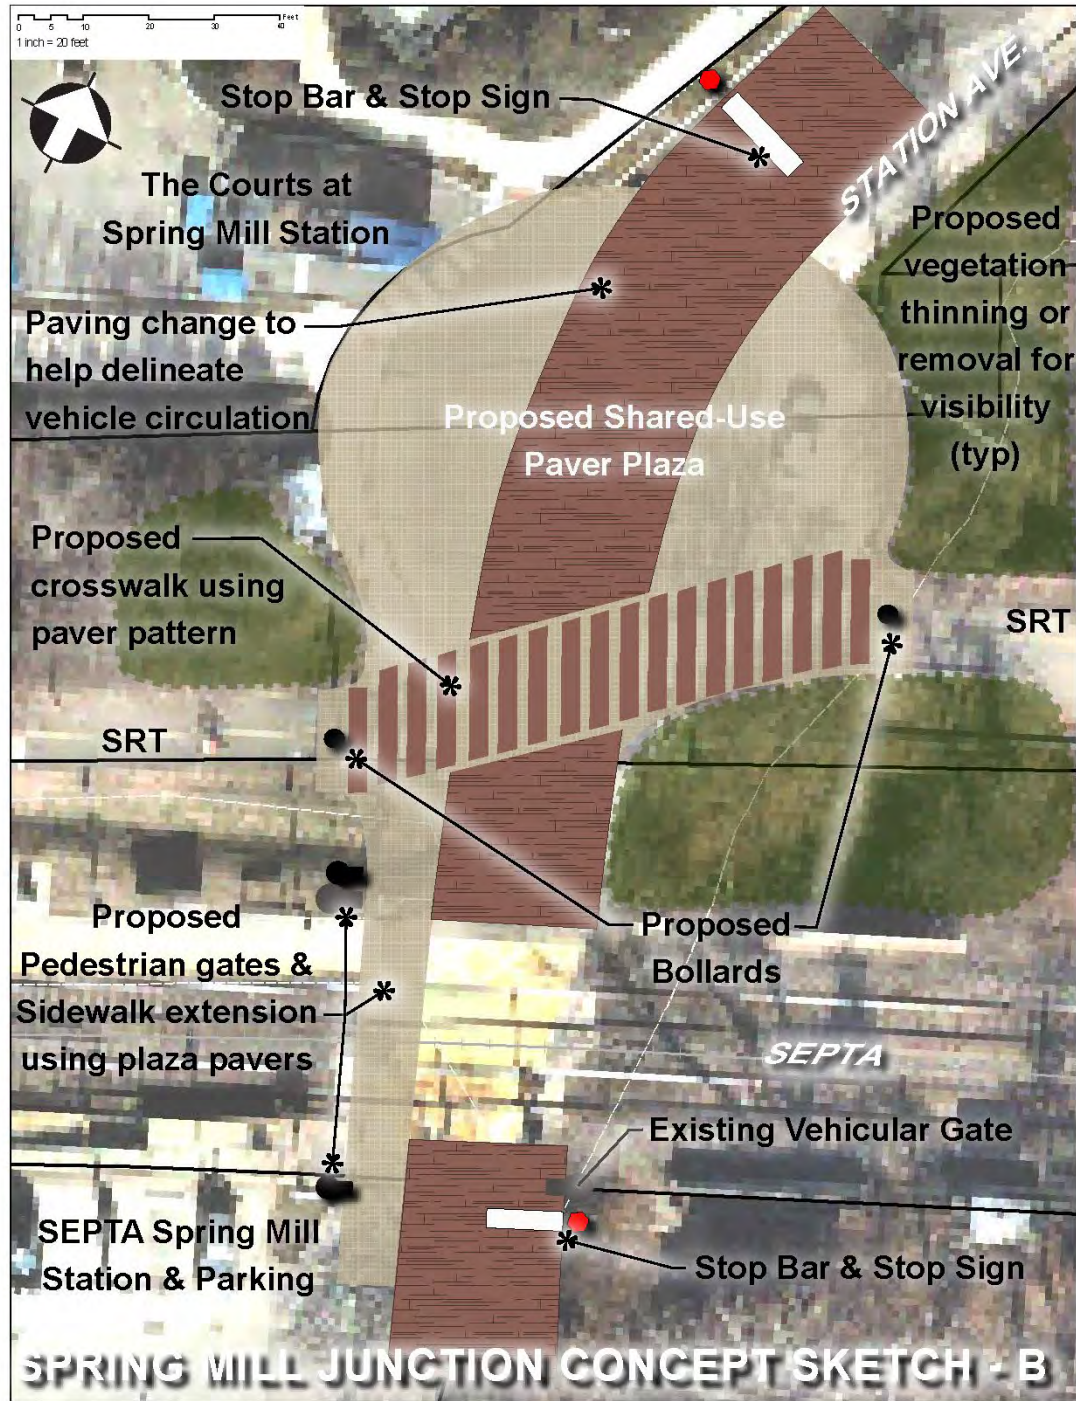 0 5 10 20 30 40 Feet
1 inch = 20 feet
Stop Bar & Stop Sign
STATION AVE.
The Courts at
Spring Mill Station
Proposed
vegetation
thinning or
removal for
visibility
(typ)
Paving change to
help delineate
vehicle circulation
Proposed Shared-Use
Paver Plaza
Proposed
crosswalk using
paver pattern
SRT
SRT
Proposed
Pedestrian gates &
Sidewalk extension
using plaza pavers
Proposed
Bollards
SEPTA
Existing Vehicular Gate
SEPTA Spring Mill
Station & Parking
Stop Bar & Stop Sign
SPRING MILL JUNCTION CONCEPT SKETCH - B